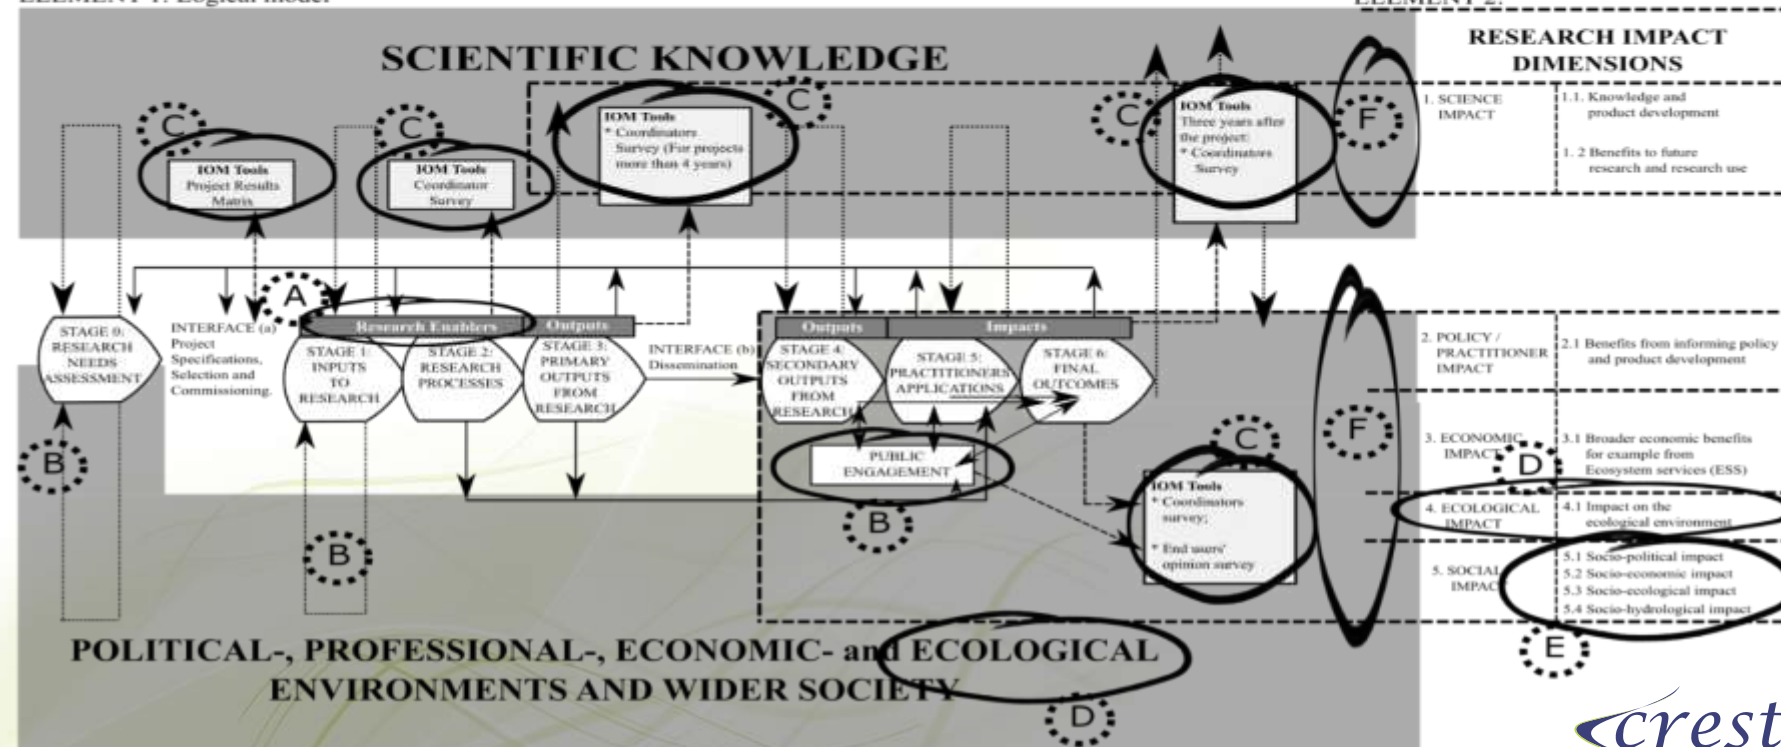 ELEMENT 1: Logical model
ELEMENT 2:
SCIENTIFIC KNOWLEDGE
RESEARCH IMPACT
DIMENSIONS
C
IOM Tools
Project Results
Matrix
C
IOM Tools
Coordinator
Survey
C
IOM Tools
* Coordinators
Survey (For projects
more than 4 years)
C
IOM Tools
Three years after
the project:
* Coordinators
Survey
F
1. SCIENCE
IMPACT
1.1. Knowledge and
product development
1. 2 Benefits to future
research and research use
A
STAGE 0:
RESEARCH
NEEDS
ASSESSMENT
INTERFACE (a)
Project
Specifications,
Selection and
Commissioning.
Research Enablers
Outputs
STAGE 1:
INPUTS
TO
RESEARCH
STAGE 2:
RESEARCH
PROCESSES
STAGE 3:
PRIMARY
OUTPUTS
FROM
RESEARCH
INTERFACE (b)
Dissemination
Outputs
Impacts
STAGE 4:
SECONDARY
OUTPUTS
FROM
RESEARCH
STAGE 5:
PRACTITIONERS
APPLICATIONS
STAGE 6:
FINAL
OUTCOMES
2. POLICY /
PRACTITIONER
IMPACT
2.1 Benefits from informing policy
and product development
B
B
PUBLIC
ENGAGEMENT
B
C
IOM Tools
* Coordinators
survey;
* End users'
opinion survey
F
3. ECONOMIC
IMPACT
3.1 Broader economic benefits
for example from
Ecosystem services (ESS)
D
4. ECOLOGICAL
IMPACT
4.1 Impact on the
ecological environment
5. SOCIAL
IMPACT
5.1 Socio-political impact
5.2 Socio-economic impact
5.3 Socio-ecological impact
5.4 Socio-hydrological impact
E
POLITICAL-, PROFESSIONAL-, ECONOMIC- and ECOLOGICAL
ENVIRONMENTS AND WIDER SOCIETY
D
crest